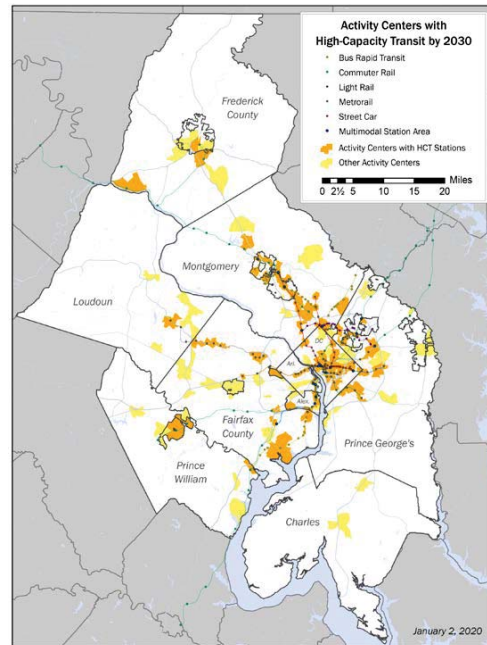 Activity Centers with
High-Capacity Transit by 2030
Bus Rapid Transit
Commuter Rail
Light Rail
Metrorail
Street Car
Multimodal Station Area
Activity Centers with HCT Stations
Other Activity Centers
Miles
0 2½ 5 10 15 20
Frederick
County
Montgomery
Loudoun
DC
Arl.
Alex.
Fairfax
County
Prince George's
Prince
William
Charles
January 2, 2020